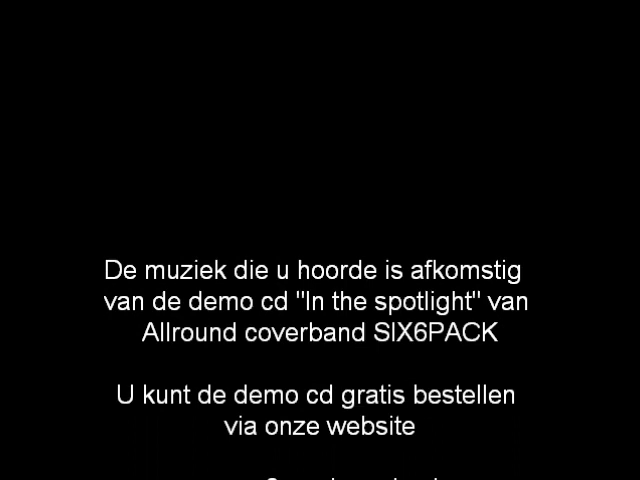 De muziek die u hoorde is afkomstig
van de demo cd "In the spotlight" van
Allround coverband SIX6PACK
U kunt de demo cd gratis bestellen
via onze website